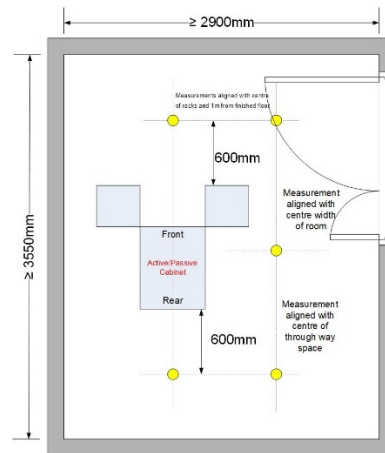 ≥ 2900mm
Measurements aligned with centre
of racks and 1m from finished floor
600mm
≥ 3550mm
Measurement
aligned with
centre width
of room
Front
Active/Passive
Cabinet
Rear
600mm
Measurement
aligned with
centre of
through way
space